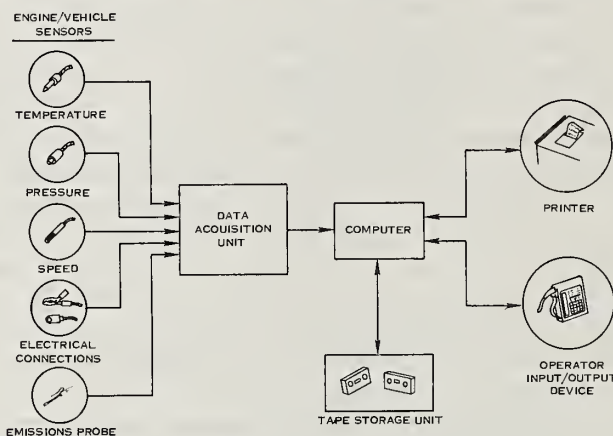 ENGINE/VEHICLE
SENSORS
TEMPERATURE
PRESSURE
SPEED
ELECTRICAL
CONNECTIONS
EMISSIONS PROBE
DATA
ACQUISITION
UNIT
COMPUTER
TAPE STORAGE UNIT
PRINTER
OPERATOR
INPUT/OUTPUT
DEVICE